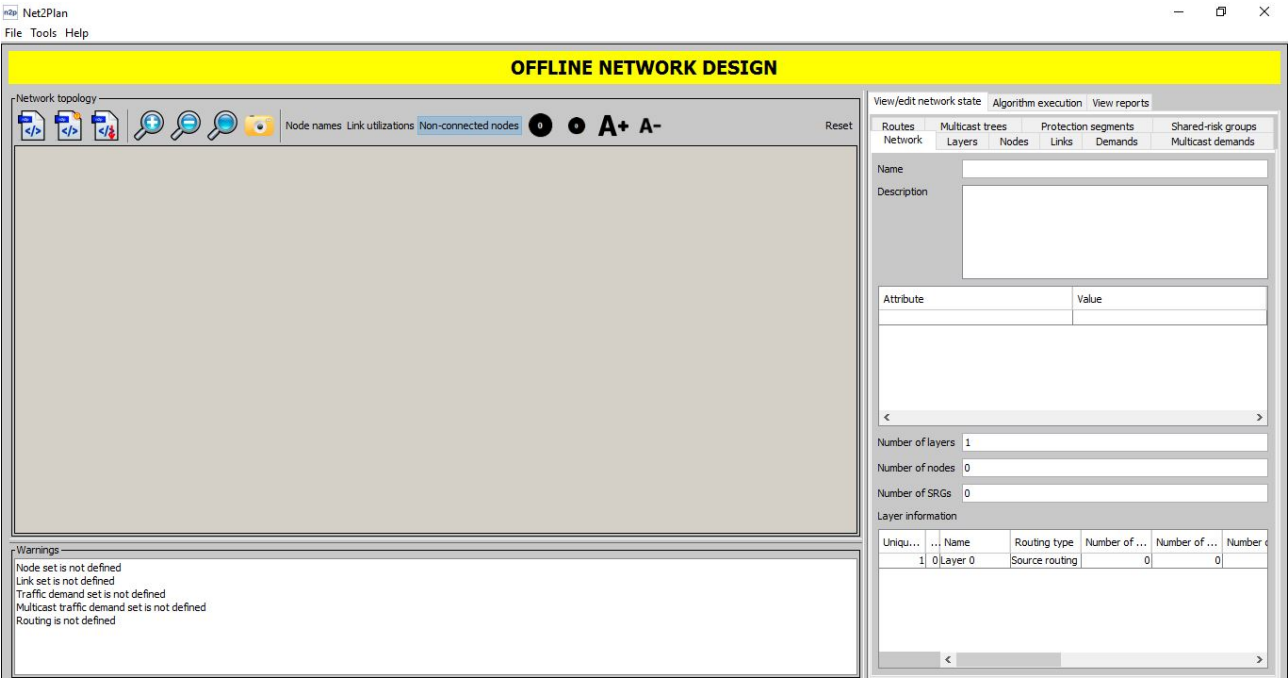 n2p Net2Plan
File Tools Help
OFFLINE NETWORK DESIGN
Network topology
</> </> </> Node names Link utilizations Non-connected nodes 0 0 A+ A- Reset
Warnings
Node set is not defined
Link set is not defined
Traffic demand set is not defined
Multicast traffic demand set is not defined
Routing is not defined
View/edit network state Algorithm execution View reports
Routes Multicast trees Protection segments Shared-risk groups
Network Layers Nodes Links Demands Multicast demands
Name
Description
Attribute Value
Number of layers 1
Number of nodes 0
Number of SRGs 0
Layer information
Uniqu... ... Name Routing type Number of ... Number of ... Number
1 0 Layer 0 Source routing 0 0